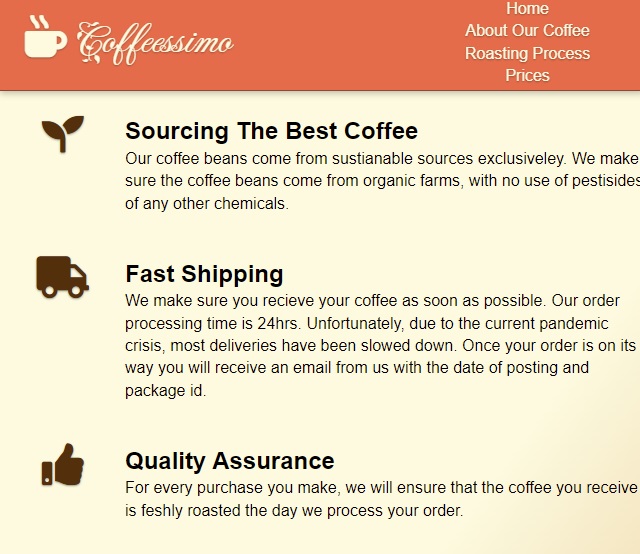 Coffeessimo
Home
About Our Coffee
Roasting Process
Prices
Sourcing The Best Coffee
Our coffee beans come from sustianable sources exclusiveley. We make
sure the coffee beans come from organic farms, with no use of pestisides
of any other chemicals.
Fast Shipping
We make sure you recieve your coffee as soon as possible. Our order
processing time is 24hrs. Unfortunately, due to the current pandemic
crisis, most deliveries have been slowed down. Once your order is on its
way you will receive an email from us with the date of posting and
package id.
Quality Assurance
For every purchase you make, we will ensure that the coffee you receive
is feshly roasted the day we process your order.